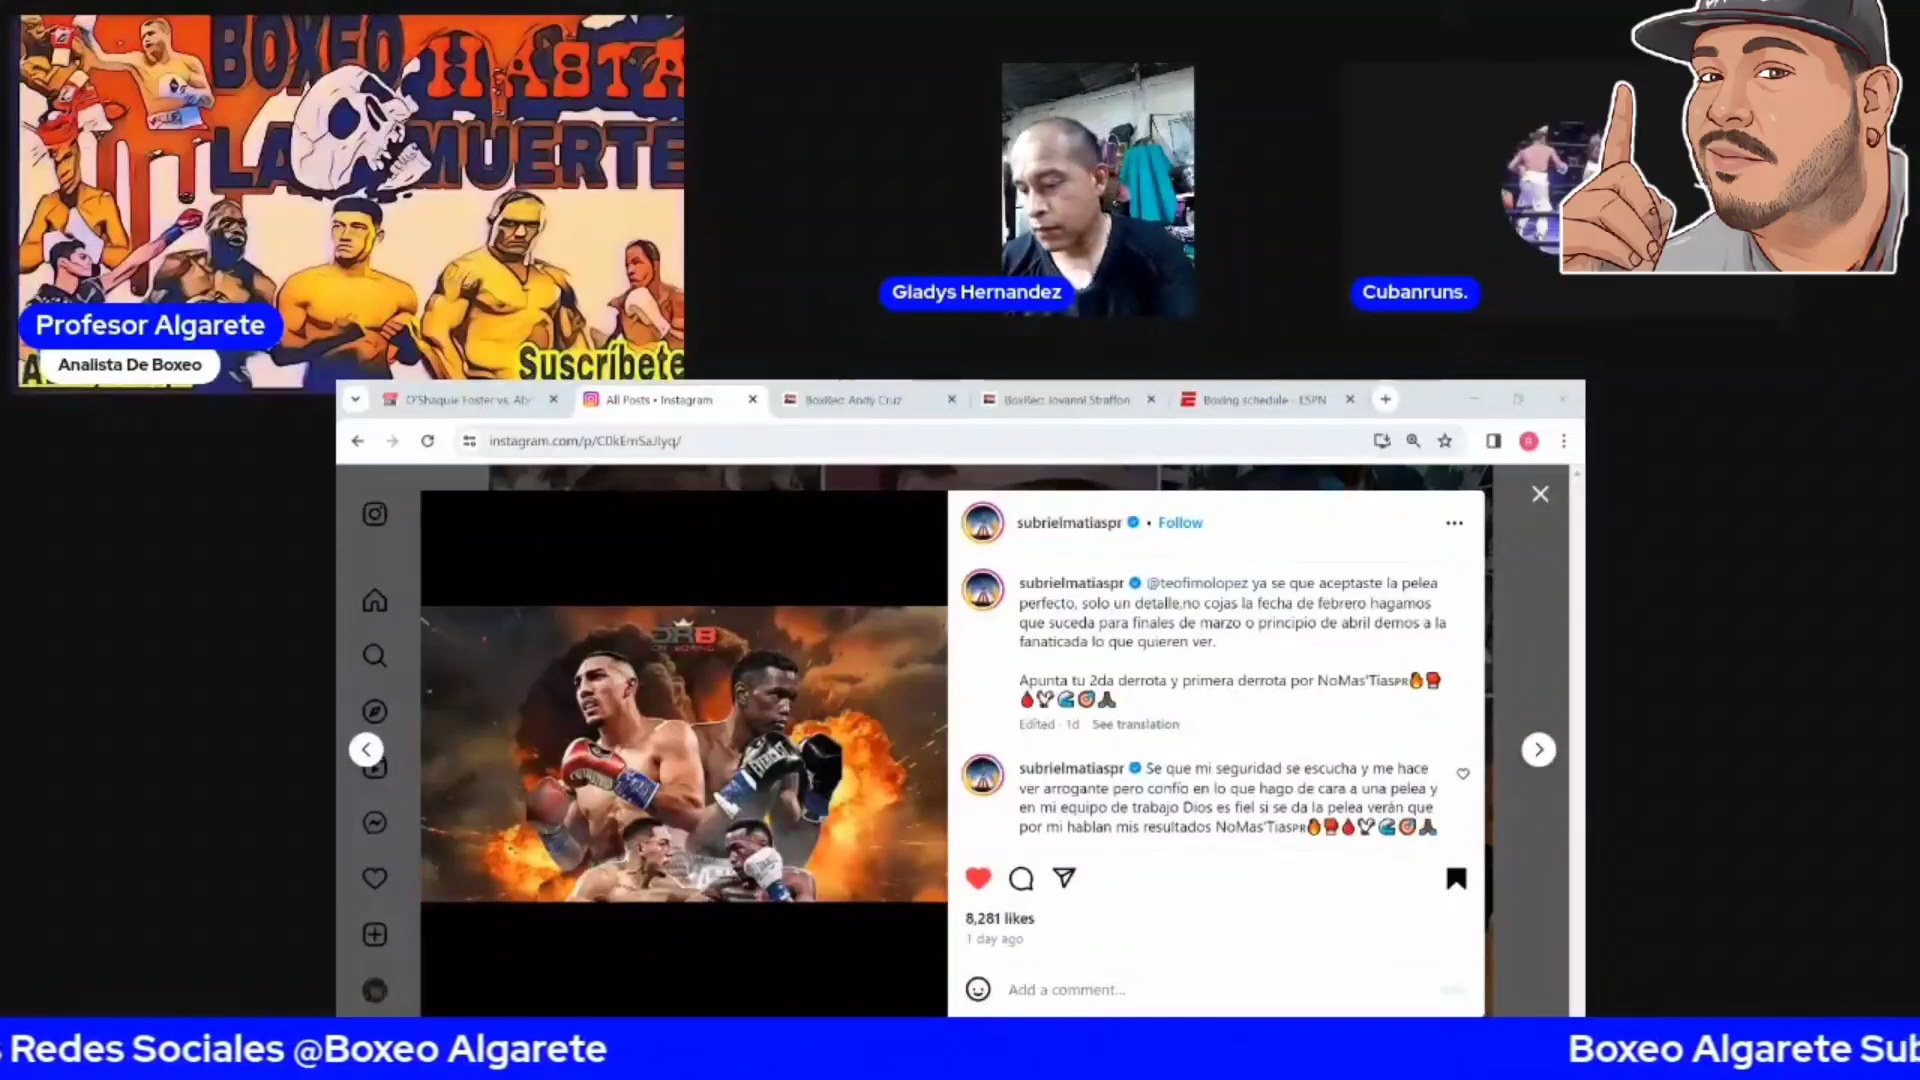 BOXEO HASTA
LA MUERTE
Suscríbete
Profesor Algarete
Analista De Boxeo
Gladys Hernandez
Cubanruns.
D'Shaquie Foster vs. Ab
All Posts • Instagram
BoxRec: Andy Cruz
BoxRec: Iovanni Straffon
Boxing schedule - ESPN
instagram.com/p/C0kEmSaJlyq/
subrielmatiaspr • Follow
subrielmatiaspr @teofimolopez ya se que aceptaste la pelea
perfecto, solo un detalle,no cojas la fecha de febrero hagamos
que suceda para finales de marzo o principio de abril demos a la
fanaticada lo que quieren ver.
Apunta tu 2da derrota y primera derrota por NoMas'Tiasᴘʀ🔥🥊
🩸🕊🌊🎯🙏🏿
Edited · 1d See translation
subrielmatiaspr Se que mi seguridad se escucha y me hace
ver arrogante pero confío en lo que hago de cara a una pelea y
en mi equipo de trabajo Dios es fiel si se da la pelea verán que
por mi hablan mis resultados NoMas'Tiasᴘʀ🔥🥊🩸🕊🌊🎯🙏🏿
8,281 likes
1 day ago
Add a comment...
EVERLAST
Redes Sociales @Boxeo Algarete
Boxeo Algarete Sub